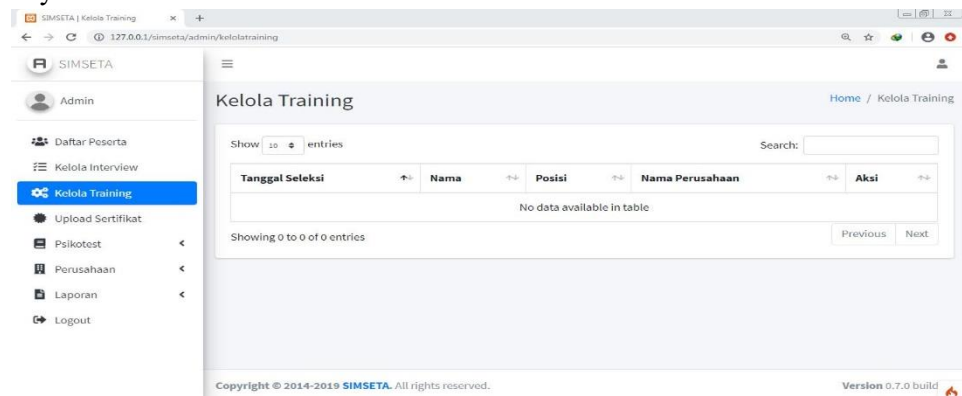 SIMSETA | Kelola Training
127.0.0.1/simseta/admin/kelolatraining
SIMSETA
Admin
Daftar Peserta
Kelola Interview
Kelola Training
Upload Sertifikat
Psikotest
Perusahaan
Laporan
Logout
Kelola Training
Home / Kelola Training
Show 10 entries
Search:
Tanggal Seleksi Nama Posisi Nama Perusahaan Aksi
No data available in table
Showing 0 to 0 of 0 entries
Previous Next
Copyright © 2014-2019 SIMSETA. All rights reserved.
Version 0.7.0 build